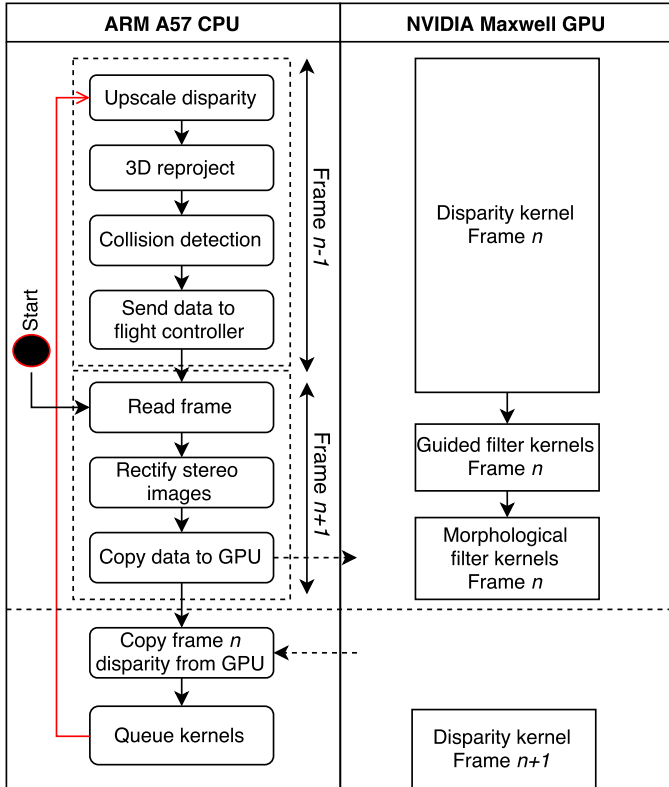 ARM A57 CPU
NVIDIA Maxwell GPU
Upscale disparity
3D reproject
Collision detection
Send data to
flight controller
Frame n-1
Start
Read frame
Rectify stereo
images
Copy data to GPU
Frame n+1
Copy frame n
disparity from GPU
Queue kernels
Disparity kernel
Frame n
Guided filter kernels
Frame n
Morphological
filter kernels
Frame n
Disparity kernel
Frame n+1